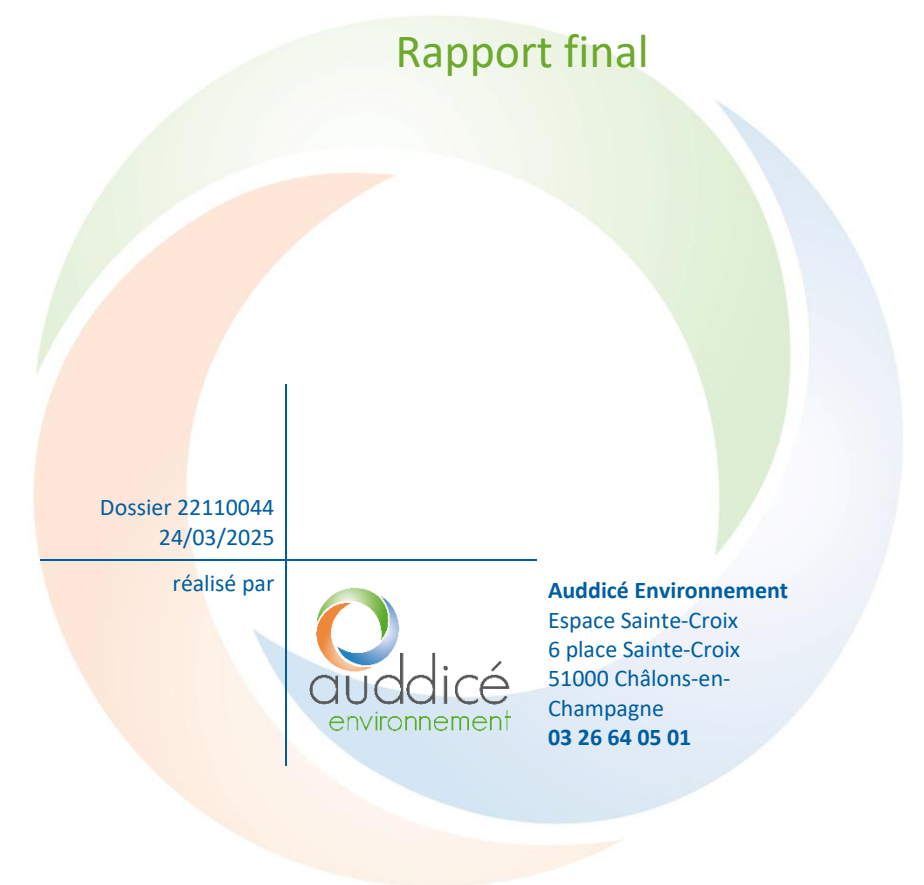 Rapport final
Dossier 22110044
24/03/2025
réalisé par
auddicé
environnement
Auddicé Environnement
Espace Sainte-Croix
6 place Sainte-Croix
51000 Châlons-en-
Champagne
03 26 64 05 01